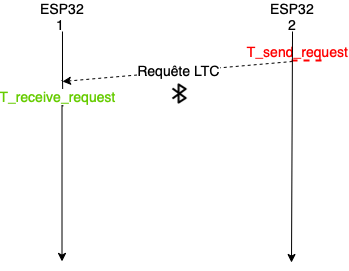 ESP32
1
ESP32
2
T_send_request
Requête LTC
T_receive_request